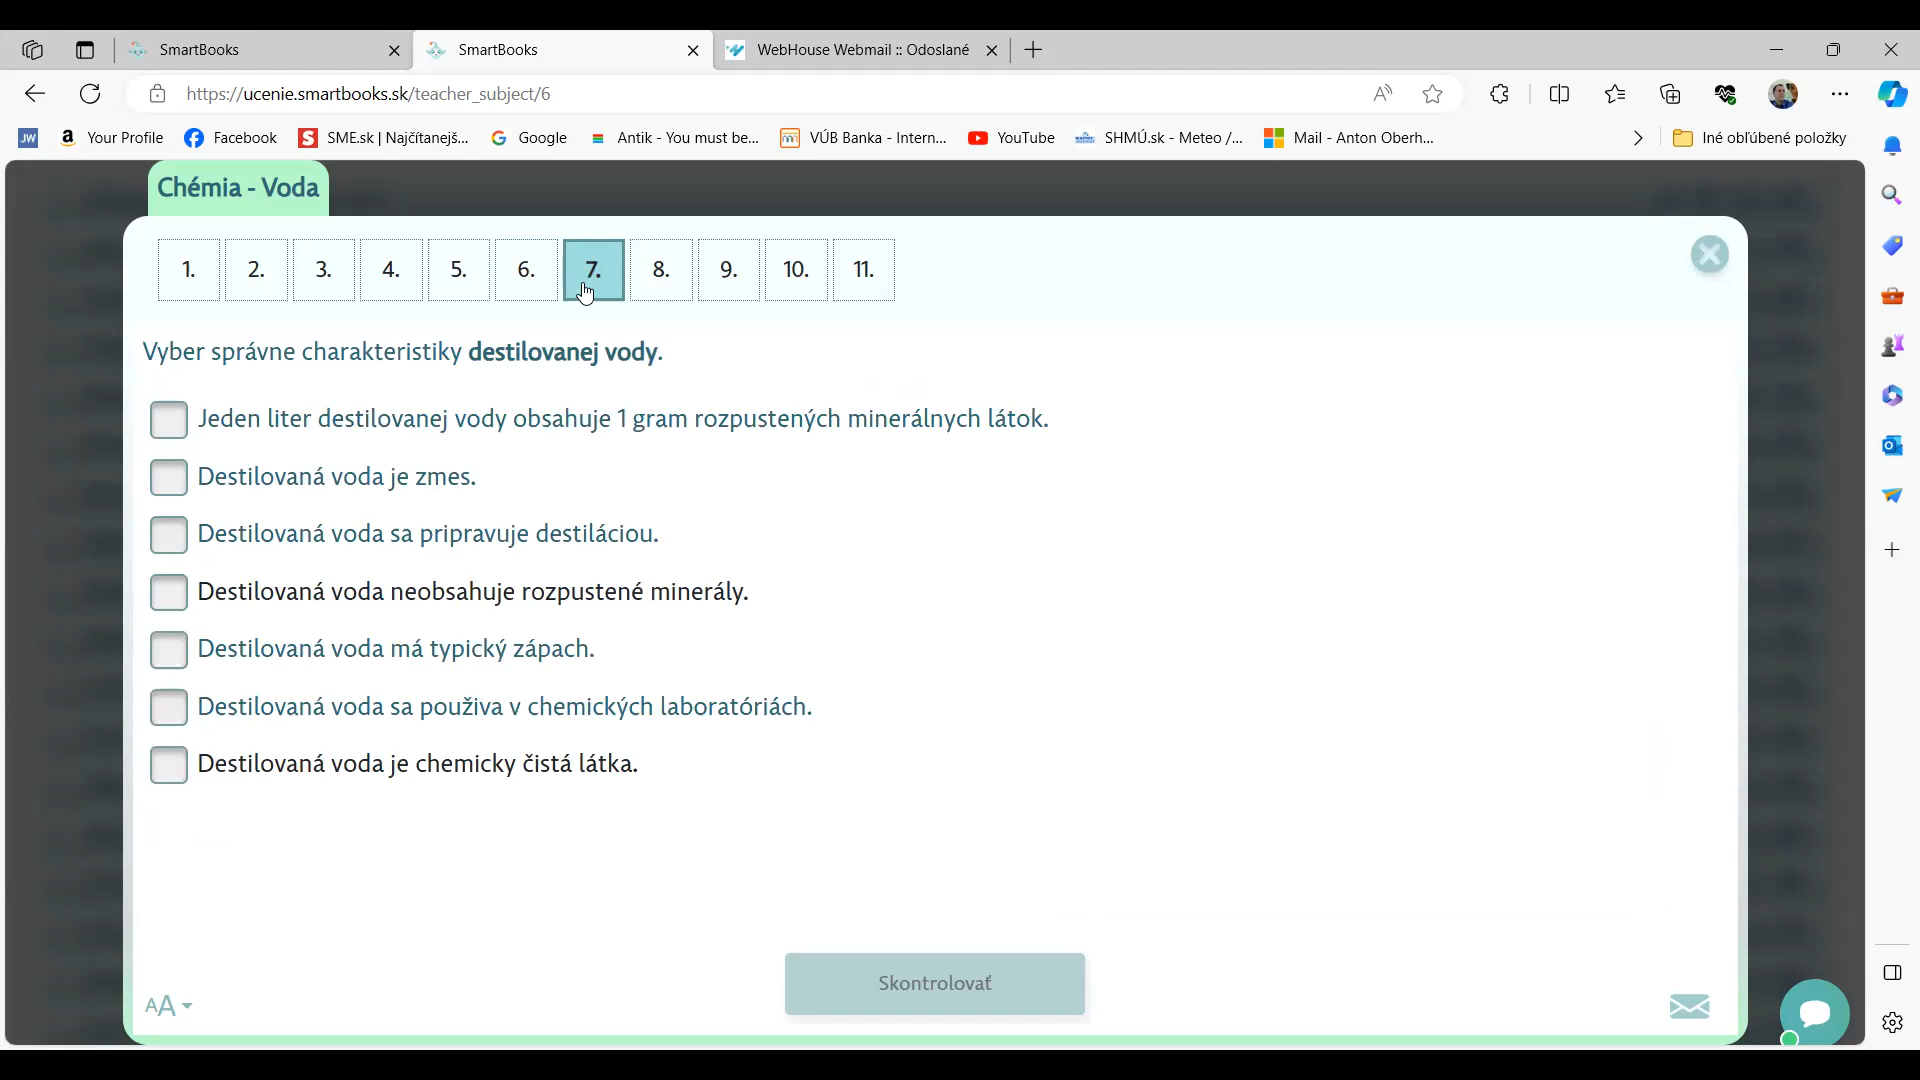 SmartBooks
SmartBooks
WebHouse Webmail :: Odoslané
https://ucenie.smartbooks.sk/teacher_subject/6
JW
Your Profile
Facebook
SME.sk | Najčítanejš...
Google
Antik - You must be...
VÚB Banka - Intern...
YouTube
SHMÚ.sk - Meteo /...
Mail - Anton Oberh...
Iné obľúbené položky
Chémia - Voda
1. 2. 3. 4. 5. 6. 7. 8. 9. 10. 11.
Vyber správne charakteristiky destilovanej vody.
Jeden liter destilovanej vody obsahuje 1 gram rozpustených minerálnych látok.
Destilovaná voda je zmes.
Destilovaná voda sa pripravuje destiláciou.
Destilovaná voda neobsahuje rozpustené minerály.
Destilovaná voda má typický zápach.
Destilovaná voda sa použiva v chemických laboratóriách.
Destilovaná voda je chemicky čistá látka.
Skontrolovať
AA